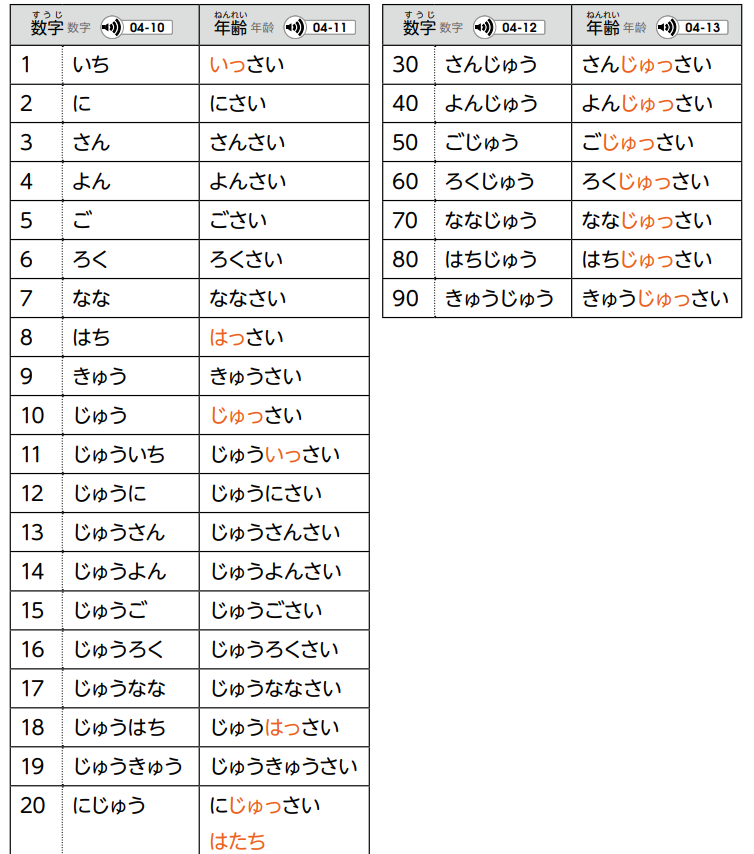 すうじ ねんれい
数字 数字 04-10 年齢 年龄 04-11
1 いち いっさい
2 に にさい
3 さん さんさい
4 よん よんさい
5 ご ごさい
6 ろく ろくさい
7 なな ななさい
8 はち はっさい
9 きゅう きゅうさい
10 じゅう じゅっさい
11 じゅういち じゅういっさい
12 じゅうに じゅうにさい
13 じゅうさん じゅうさんさい
14 じゅうよん じゅうよんさい
15 じゅうご じゅうごさい
16 じゅうろく じゅうろくさい
17 じゅうなな じゅうななさい
18 じゅうはち じゅうはっさい
19 じゅうきゅう じゅうきゅうさい
20 にじゅう にじゅっさい
はたち
すうじ ねんれい
数字 数字 04-12 年齢 年龄 04-13
30 さんじゅう さんじゅっさい
40 よんじゅう よんじゅっさい
50 ごじゅう ごじゅっさい
60 ろくじゅう ろくじゅっさい
70 ななじゅう ななじゅっさい
80 はちじゅう はちじゅっさい
90 きゅうじゅう きゅうじゅっさい